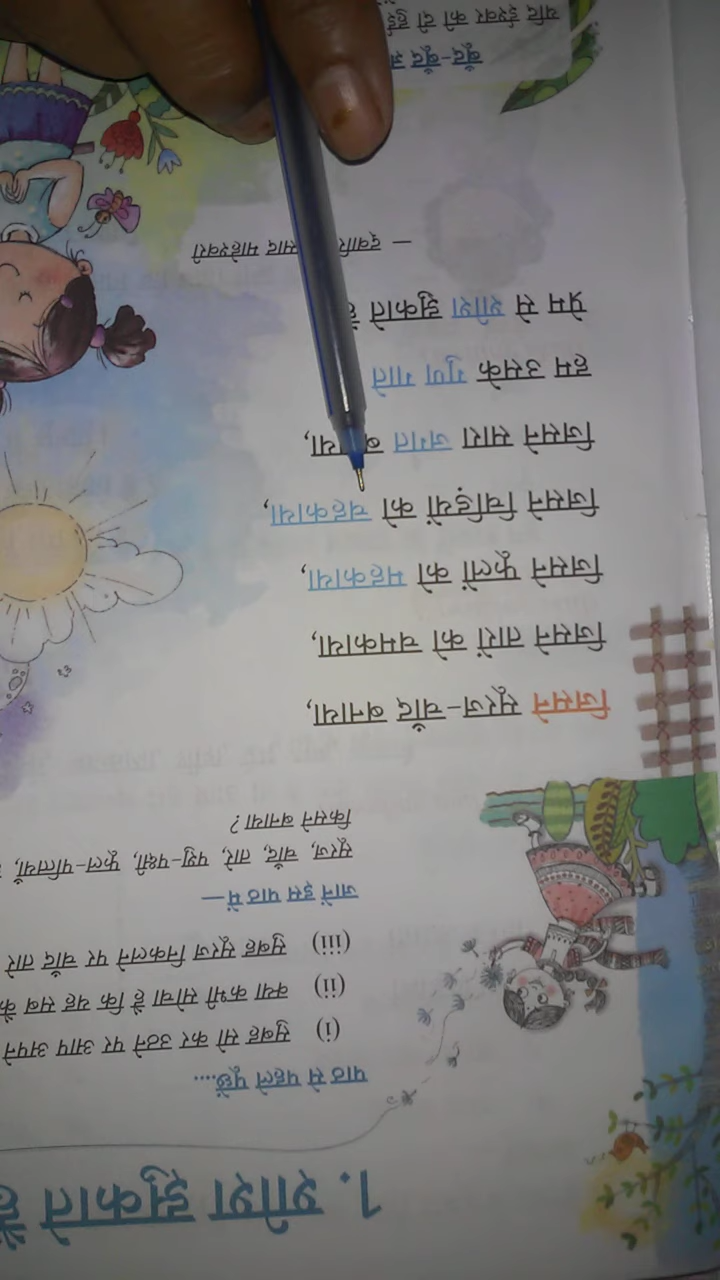 1. शीश झुकाते हैं
पाठ से पहले पूछें....
(i) सुबह सो कर उठने पर आप अपने
(ii) क्या कभी सोचा है कि यह सब
(iii) सुबह सूरज निकलने पर चाँद तारे
जानें इस पाठ में—
सूरज, चाँद, तारे, पशु-पक्षी, फूल-पत्तियाँ,
किसने बनाया?
जिसने सूरज-चाँद बनाया,
जिसने तारों को चमकाया,
जिसने फूलों को महकाया,
जिसने चिड़ियों को चहकाया,
जिसने सारा जगत
हम उसके गुण गाते
प्रेम से शीश झुकाते हैं
— साद माहेश्वरी
बूँद-बूँद
यदि ईश्वर को दो